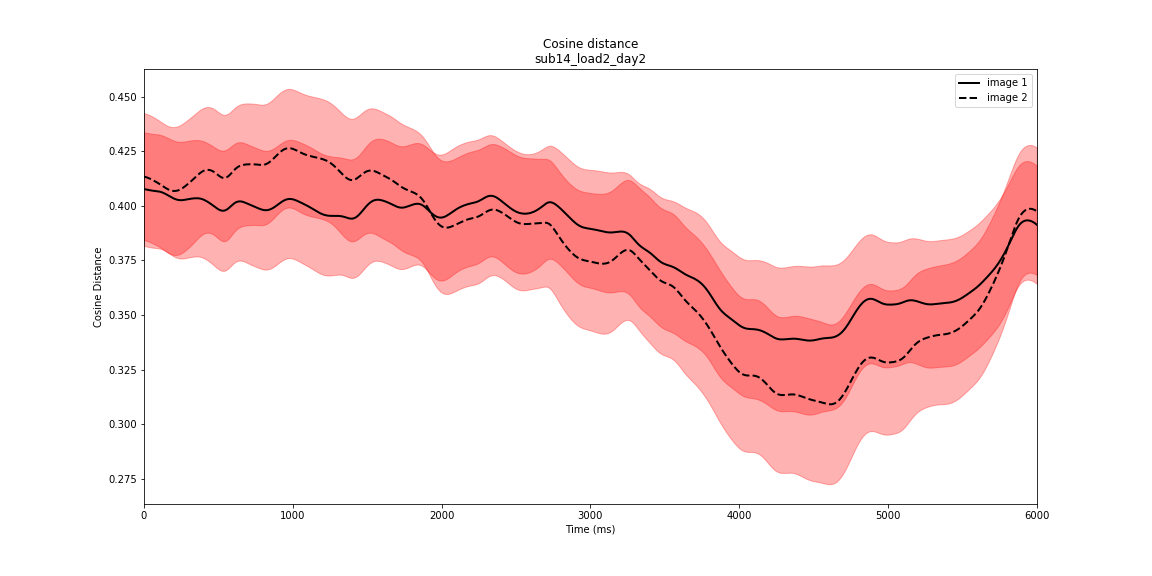 Cosine distance
sub14_load2_day2
image 1
image 2
Cosine Distance
0.450
0.425
0.400
0.375
0.350
0.325
0.300
0.275
0
1000
2000
3000
4000
5000
6000
Time (ms)